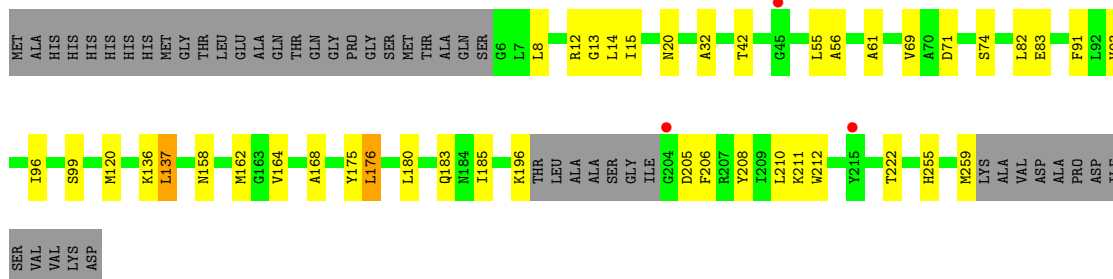 MET ALA HIS HIS HIS HIS HIS HIS MET GLY THR LEU GLU ALA GLN THR GLN GLY PRO GLY SER MET THR ALA GLN SER G6 L7 L8 R12 G13 L14 I15 N20 A32 T42 G45 L55 A56 A61 V69 A70 D71 S74 L82 E83 F91 L92
I96 S99 M120 K136 L137 N158 M162 G163 V164 A168 Y175 L176 L180 Q183 N184 I185 K196 THR LEU ALA ALA SER GLY ILE G204 D205 F206 R207 Y208 I209 L210 K211 W212 Y215 T222 H255 M259 LYS ALA VAL ASP ALA PRO ASP
SER VAL VAL LYS ASP